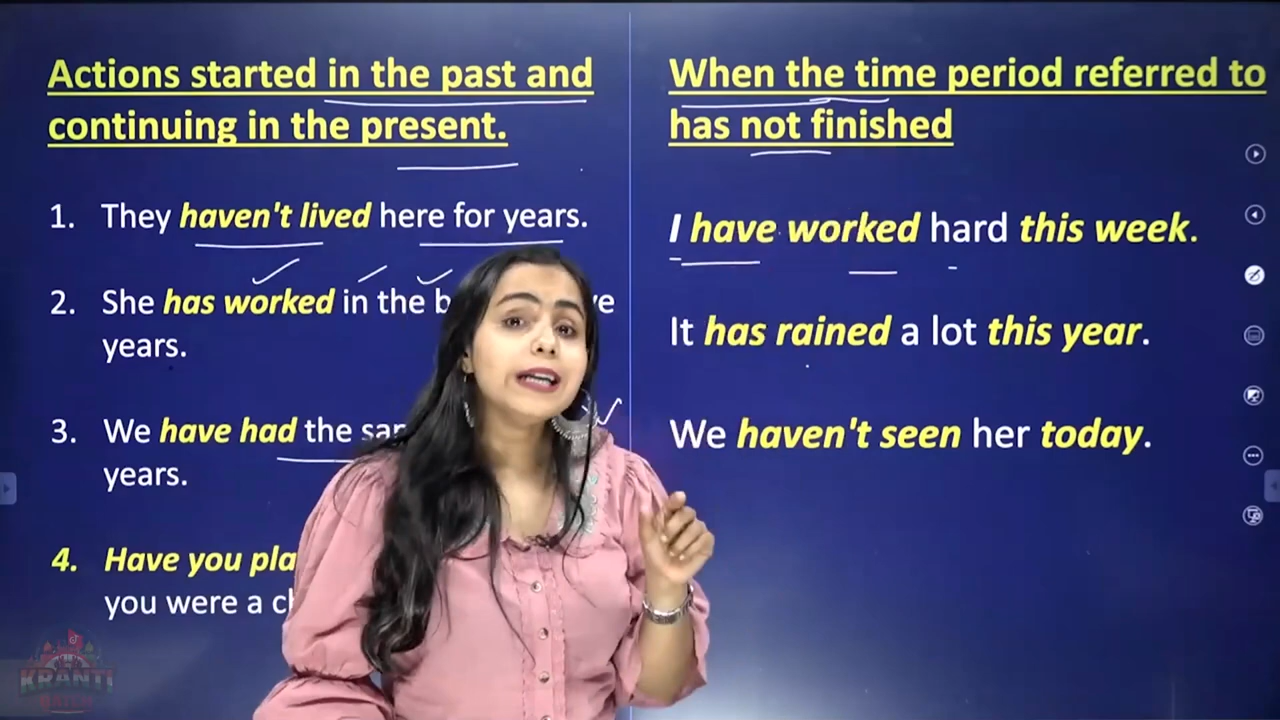 Actions started in the past and
continuing in the present.
1. They haven't lived here for years.
2. She has worked in the
years.
3. We have had the
years.
4. Have you
you were a
When the time period referred to
has not finished
I have worked hard this week.
It has rained a lot this year.
We haven't seen her today.
KRANTI